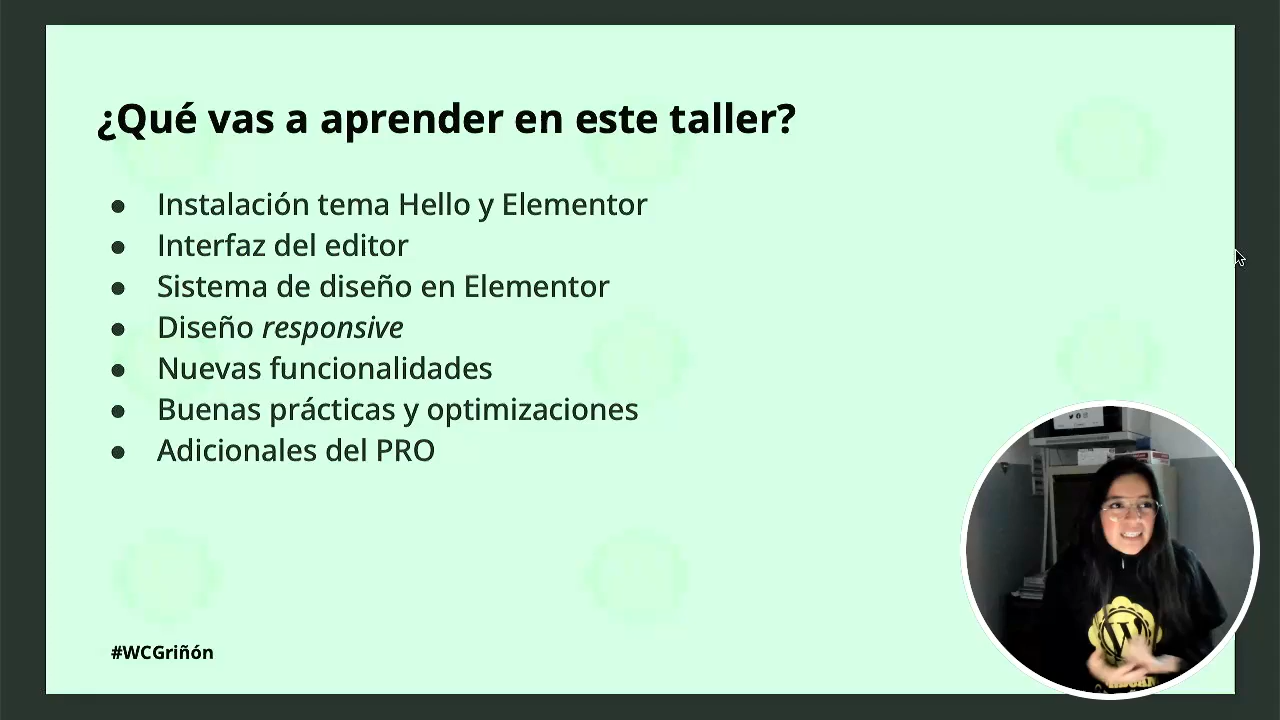 ¿Qué vas a aprender en este taller?
● Instalación tema Hello y Elementor
● Interfaz del editor
● Sistema de diseño en Elementor
● Diseño responsive
● Nuevas funcionalidades
● Buenas prácticas y optimizaciones
● Adicionales del PRO
#WCGriñón